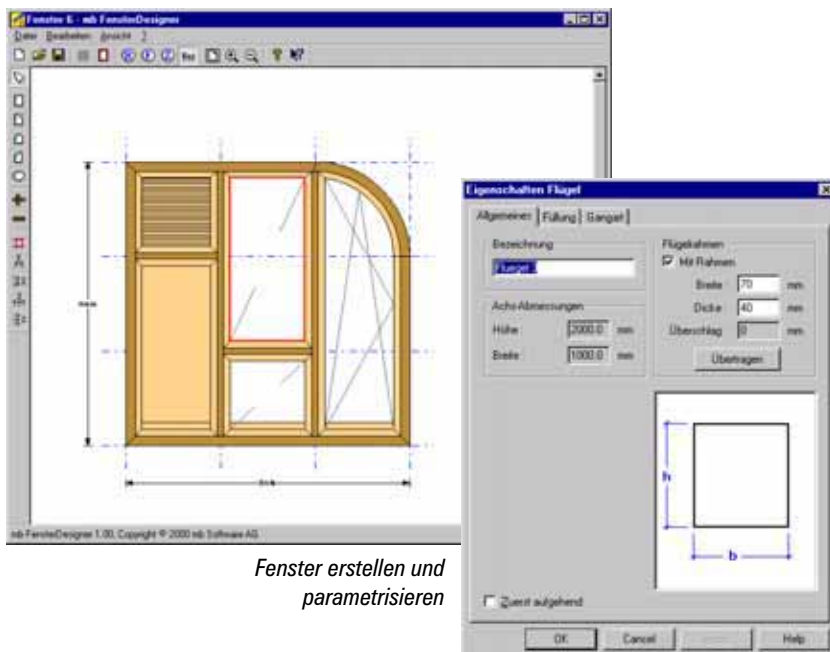 Fenster 6 - mb FensterDesigner
Datei Bearbeiten Ansicht ?
mb FensterDesigner 1.00, Copyright © 2000 mb Software AG
Fenster erstellen und
parametrisieren
Eigenschaften Flügel
Allgemeines Füllung Gangart
Bezeichnung
Achs-Abmessungen
Höhe 2000.0 mm
Breite 1000.0 mm
Flügelrahmen
Mit Rahmen
Breite 70 mm
Dicke 40 mm
Überschlag 0 mm
Übertragen
h
b
Zuerst aufgehend
OK Cancel Help